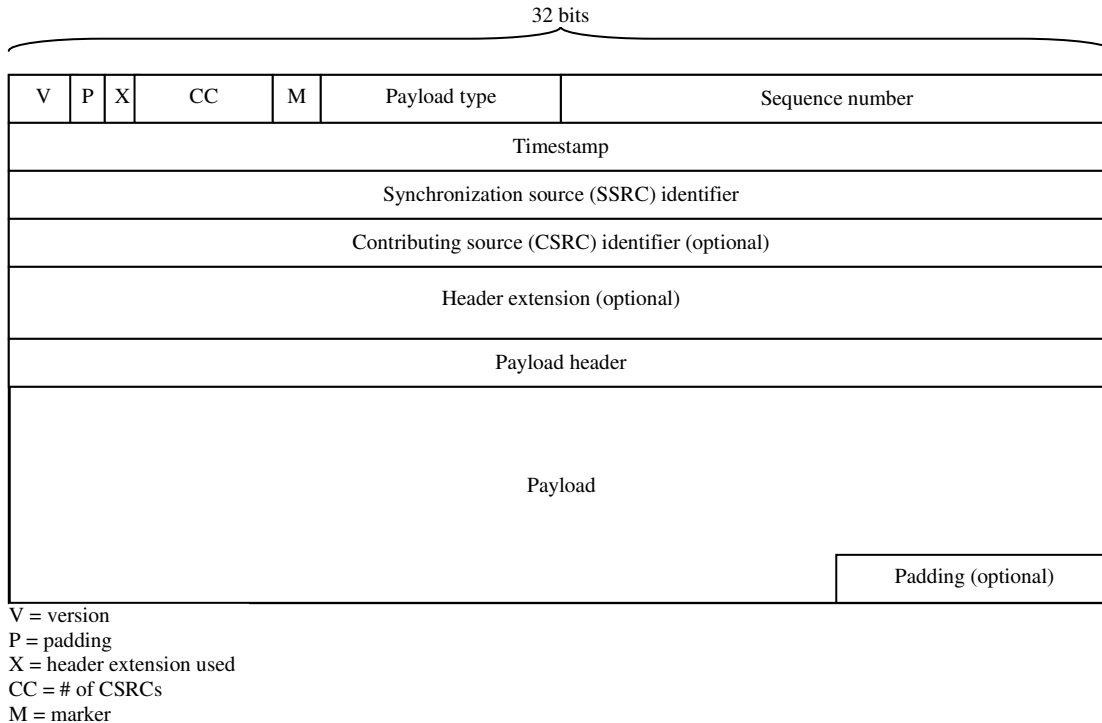 32 bits
V P X CC M Payload type Sequence number
Timestamp
Synchronization source (SSRC) identifier
Contributing source (CSRC) identifier (optional)
Header extension (optional)
Payload header
Payload
Padding (optional)
V = version
P = padding
X = header extension used
CC = # of CSRCs
M = marker